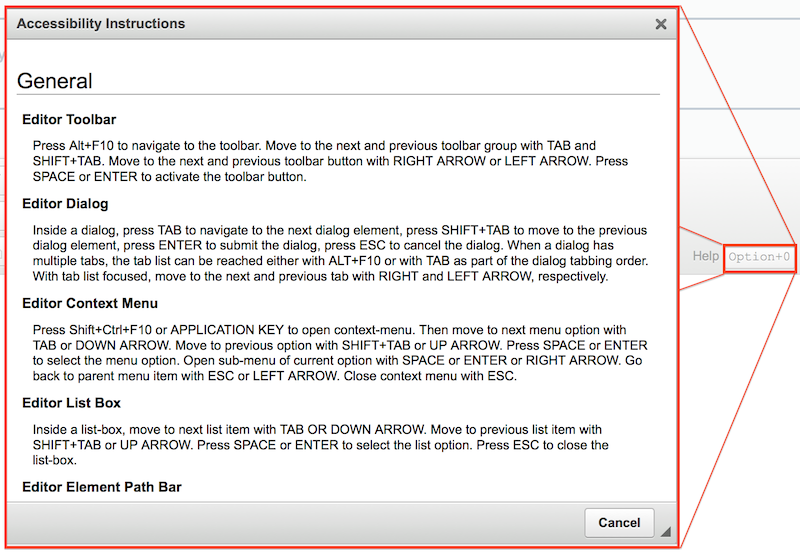 Accessibility Instructions
General
Editor Toolbar
Press Alt+F10 to navigate to the toolbar. Move to the next and previous toolbar group with TAB and
SHIFT+TAB. Move to the next and previous toolbar button with RIGHT ARROW or LEFT ARROW. Press
SPACE or ENTER to activate the toolbar button.
Editor Dialog
Inside a dialog, press TAB to navigate to the next dialog element, press SHIFT+TAB to move to the previous
dialog element, press ENTER to submit the dialog, press ESC to cancel the dialog. When a dialog has
multiple tabs, the tab list can be reached either with ALT+F10 or with TAB as part of the dialog tabbing order.
With tab list focused, move to the next and previous tab with RIGHT and LEFT ARROW, respectively.
Help Option+0
Editor Context Menu
Press Shift+Ctrl+F10 or APPLICATION KEY to open context-menu. Then move to next menu option with
TAB or DOWN ARROW. Move to previous option with SHIFT+TAB or UP ARROW. Press SPACE or ENTER
to select the menu option. Open sub-menu of current option with SPACE or ENTER or RIGHT ARROW. Go
back to parent menu item with ESC or LEFT ARROW. Close context menu with ESC.
Editor List Box
Inside a list-box, move to next list item with TAB OR DOWN ARROW. Move to previous list item with
SHIFT+TAB or UP ARROW. Press SPACE or ENTER to select the list option. Press ESC to close the
list-box.
Editor Element Path Bar
Cancel